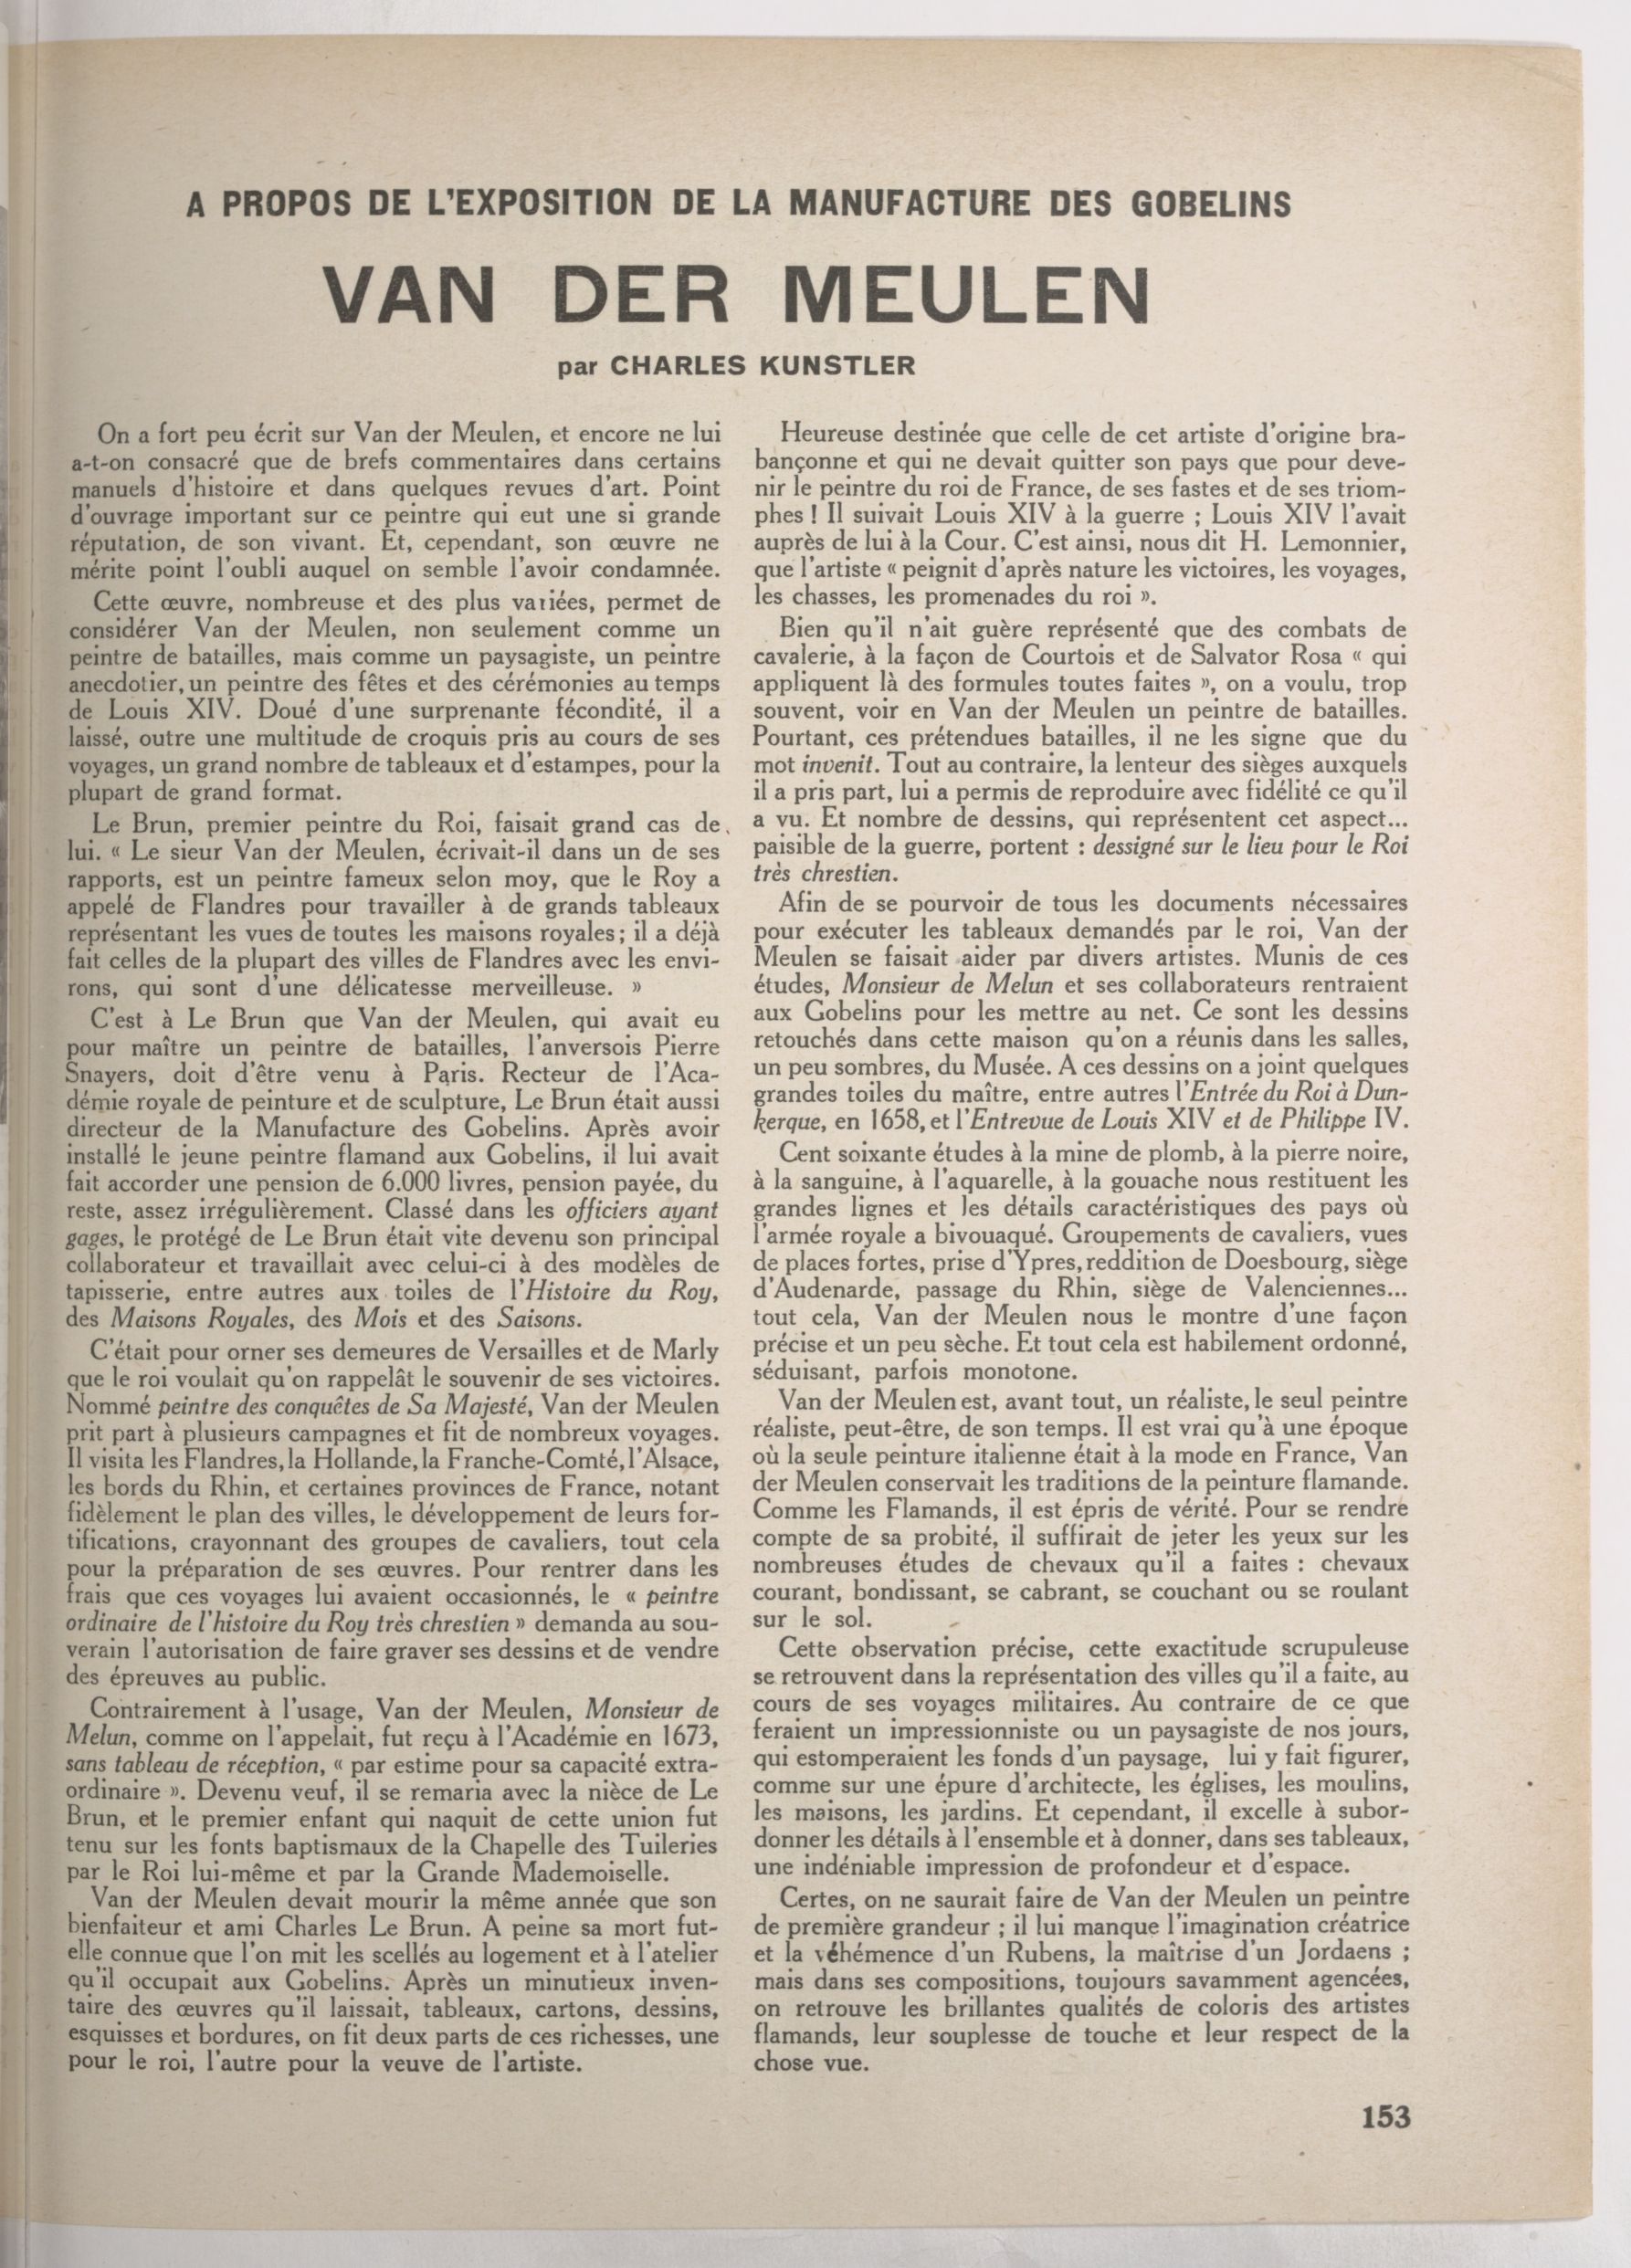 A PROPOS DE L'EXPOSITION DE LA MANUFACTURE DES GOBELINS
VAN DER MEULEN
par CHARLES KUNSTLER
On a fort peu écrit sur Van der Meulen, et encore ne lui
a-t-on consacré que de brefs commentaires dans certains
manuels d'histoire et dans quelques revues d'art. Point
d'ouvrage important sur ce peintre qui eut une si grande
réputation, de son vivant. Et, cependant, son œuvre ne
mérite point l'oubli auquel on semble l'avoir condamnée.
Cette œuvre, nombreuse et des plus variées, permet de
considérer Van der Meulen, non seulement comme un
peintre de batailles, mais comme un paysagiste, un peintre
anecdotier, un peintre des fêtes et des cérémonies au temps
de Louis XIV. Doué d'une surprenante fécondité, il a
laissé, outre une multitude de croquis pris au cours de ses
voyages, un grand nombre de tableaux et d'estampes, pour la
plupart de grand format.
Le Brun, premier peintre du Roi, faisait grand cas de
lui. « Le sieur Van der Meulen, écrivait-il dans un de ses
rapports, est un peintre fameux selon moy, que le Roy a
appelé de Flandres pour travailler à de grands tableaux
représentant les vues de toutes les maisons royales; il a déjà
fait celles de la plupart des villes de Flandres avec les envi-
rons, qui sont d'une délicatesse merveilleuse. »
C'est à Le Brun que Van der Meulen, qui avait eu
pour maître un peintre de batailles, l'anversois Pierre
Snayers, doit d'être venu à Paris. Recteur de l'Aca-
démie royale de peinture et de sculpture, Le Brun était aussi
directeur de la Manufacture des Gobelins. Après avoir
installé le jeune peintre flamand aux Gobelins, il lui avait
fait accorder une pension de 6.000 livres, pension payée, du
reste, assez irrégulièrement. Classé dans les officiers ayant
gages, le protégé de Le Brun était vite devenu son principal
collaborateur et travaillait avec celui-ci à des modèles de
tapisserie, entre autres aux toiles de l'Histoire du Roy,
des Maisons Royales, des Mois et des Saisons.
C'était pour orner ses demeures de Versailles et de Marly
que le roi voulait qu'on rappelât le souvenir de ses victoires.
Nommé peintre des conquêtes de Sa Majesté, Van der Meulen
prit part à plusieurs campagnes et fit de nombreux voyages.
Il visita les Flandres, la Hollande, la Franche-Comté, l'Alsace,
les bords du Rhin, et certaines provinces de France, notant
fidèlement le plan des villes, le développement de leurs for-
tifications, crayonnant des groupes de cavaliers, tout cela
pour la préparation de ses œuvres. Pour rentrer dans les
frais que ces voyages lui avaient occasionnés, le « peintre
ordinaire de l'histoire du Roy très chrestien » demanda au sou-
verain l'autorisation de faire graver ses dessins et de vendre
des épreuves au public.
Contrairement à l'usage, Van der Meulen, Monsieur de
Melun, comme on l'appelait, fut reçu à l'Académie en 1673,
sans tableau de réception, « par estime pour sa capacité extra-
ordinaire ». Devenu veuf, il se remaria avec la nièce de Le
Brun, et le premier enfant qui naquit de cette union fut
tenu sur les fonts baptismaux de la Chapelle des Tuileries
par le Roi lui-même et par la Grande Mademoiselle.
Van der Meulen devait mourir la même année que son
bienfaiteur et ami Charles Le Brun. A peine sa mort fut-
elle connue que l'on mit les scellés au logement et à l'atelier
qu'il occupait aux Gobelins. Après un minutieux inven-
taire des œuvres qu'il laissait, tableaux, cartons, dessins,
esquisses et bordures, on fit deux parts de ces richesses, une
pour le roi, l'autre pour la veuve de l'artiste.
Heureuse destinée que celle de cet artiste d'origine bra-
bançonne et qui ne devait quitter son pays que pour deve-
nir le peintre du roi de France, de ses fastes et de ses triom-
phes ! Il suivait Louis XIV à la guerre ; Louis XIV l'avait
auprès de lui à la Cour. C'est ainsi, nous dit H. Lemonnier,
que l'artiste « peignit d'après nature les victoires, les voyages,
les chasses, les promenades du roi ».
Bien qu'il n'ait guère représenté que des combats de
cavalerie, à la façon de Courtois et de Salvator Rosa « qui
appliquent là des formules toutes faites », on a voulu, trop
souvent, voir en Van der Meulen un peintre de batailles.
Pourtant, ces prétendues batailles, il ne les signe que du
mot invenit. Tout au contraire, la lenteur des sièges auxquels
il a pris part, lui a permis de reproduire avec fidélité ce qu'il
a vu. Et nombre de dessins, qui représentent cet aspect...
paisible de la guerre, portent : dessigné sur le lieu pour le Roi
très chrestien.
Afin de se pourvoir de tous les documents nécessaires
pour exécuter les tableaux demandés par le roi, Van der
Meulen se faisait aider par divers artistes. Munis de ces
études, Monsieur de Melun et ses collaborateurs rentraient
aux Gobelins pour les mettre au net. Ce sont les dessins
retouchés dans cette maison qu'on a réunis dans les salles,
un peu sombres, du Musée. A ces dessins on a joint quelques
grandes toiles du maître, entre autres l'Entrée du Roi à Dun-
kerque, en 1658, et l'Entrevue de Louis XIV et de Philippe IV.
Cent soixante études à la mine de plomb, à la pierre noire,
à la sanguine, à l'aquarelle, à la gouache nous restituent les
grandes lignes et les détails caractéristiques des pays où
l'armée royale a bivouaqué. Groupements de cavaliers, vues
de places fortes, prise d'Ypres, reddition de Doesbourg, siège
d'Audenarde, passage du Rhin, siège de Valenciennes...
tout cela, Van der Meulen nous le montre d'une façon
précise et un peu sèche. Et tout cela est habilement ordonné,
séduisant, parfois monotone.
Van der Meulen est, avant tout, un réaliste, le seul peintre
réaliste, peut-être, de son temps. Il est vrai qu'à une époque
où la seule peinture italienne était à la mode en France, Van
der Meulen conservait les traditions de la peinture flamande.
Comme les Flamands, il est épris de vérité. Pour se rendre
compte de sa probité, il suffirait de jeter les yeux sur les
nombreuses études de chevaux qu'il a faites : chevaux
courant, bondissant, se cabrant, se couchant ou se roulant
sur le sol.
Cette observation précise, cette exactitude scrupuleuse
se retrouvent dans la représentation des villes qu'il a faite, au
cours de ses voyages militaires. Au contraire de ce que
feraient un impressionniste ou un paysagiste de nos jours,
qui estomperaient les fonds d'un paysage, lui y fait figurer,
comme sur une épure d'architecte, les églises, les moulins,
les maisons, les jardins. Et cependant, il excelle à subor-
donner les détails à l'ensemble et à donner, dans ses tableaux,
une indéniable impression de profondeur et d'espace.
Certes, on ne saurait faire de Van der Meulen un peintre
de première grandeur ; il lui manque l'imagination créatrice
et la véhémence d'un Rubens, la maîtrise d'un Jordaens ;
mais dans ses compositions, toujours savamment agencées,
on retrouve les brillantes qualités de coloris des artistes
flamands, leur souplesse de touche et leur respect de la
chose vue.
153